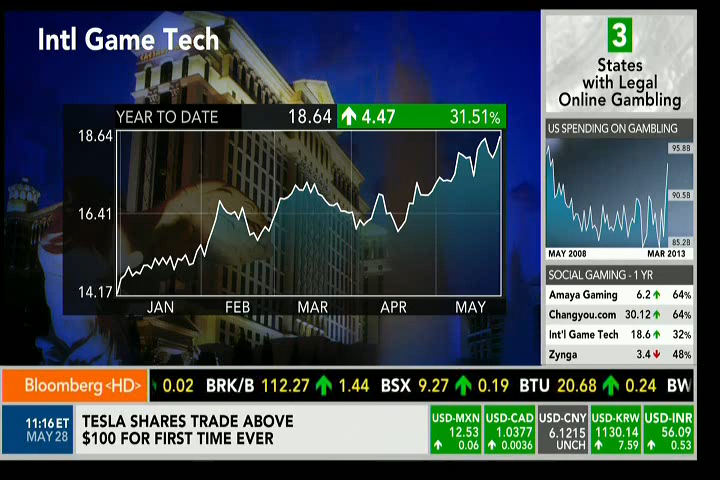 Intl Game Tech
YEAR TO DATE 18.64 4.47 31.51%
18.64
16.41
14.17
JAN FEB MAR APR MAY
3
States
with Legal
Online Gambling
US SPENDING ON GAMBLING
95.8B
90.5B
85.2B
MAY 2008 MAR 2013
SOCIAL GAMING - 1 YR
Amaya Gaming 6.2 64%
Changyou.com 30.12 64%
Int'l Game Tech 18.6 32%
Zynga 3.4 48%
Bloomberg <HD> 0.02 BRK/B 112.27 1.44 BSX 9.27 0.19 BTU 20.68 0.24 BW
11:16 ET
MAY 28
TESLA SHARES TRADE ABOVE
$100 FOR FIRST TIME EVER
USD-MXN
12.53
0.06
USD-CAD
1.0377
0.0036
USD-CNY
6.1215
UNCH
USD-KRW
1130.14
7.59
USD-INR
56.09
0.53